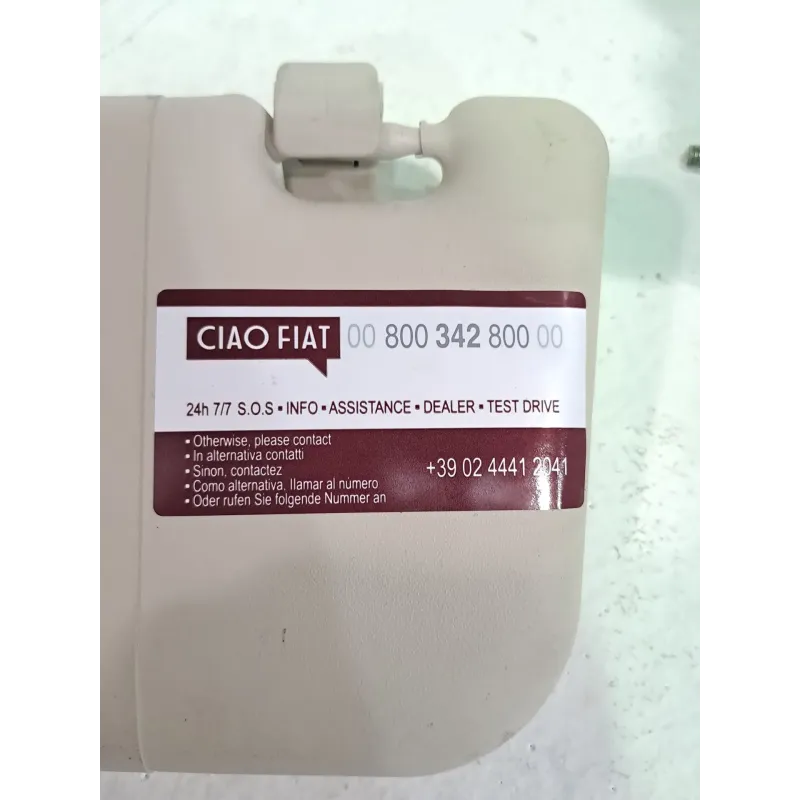 CIAO FIAT 00 800 342 800 00
24h 7/7 S.O.S ▪ INFO ▪ ASSISTANCE ▪ DEALER ▪ TEST DRIVE
▪ Otherwise, please contact
▪ In alternativa contatti
▪ Sinon, contactez
▪ Como alternativa, llamar al número
▪ Oder rufen Sie folgende Nummer an
+39 02 4441 2041